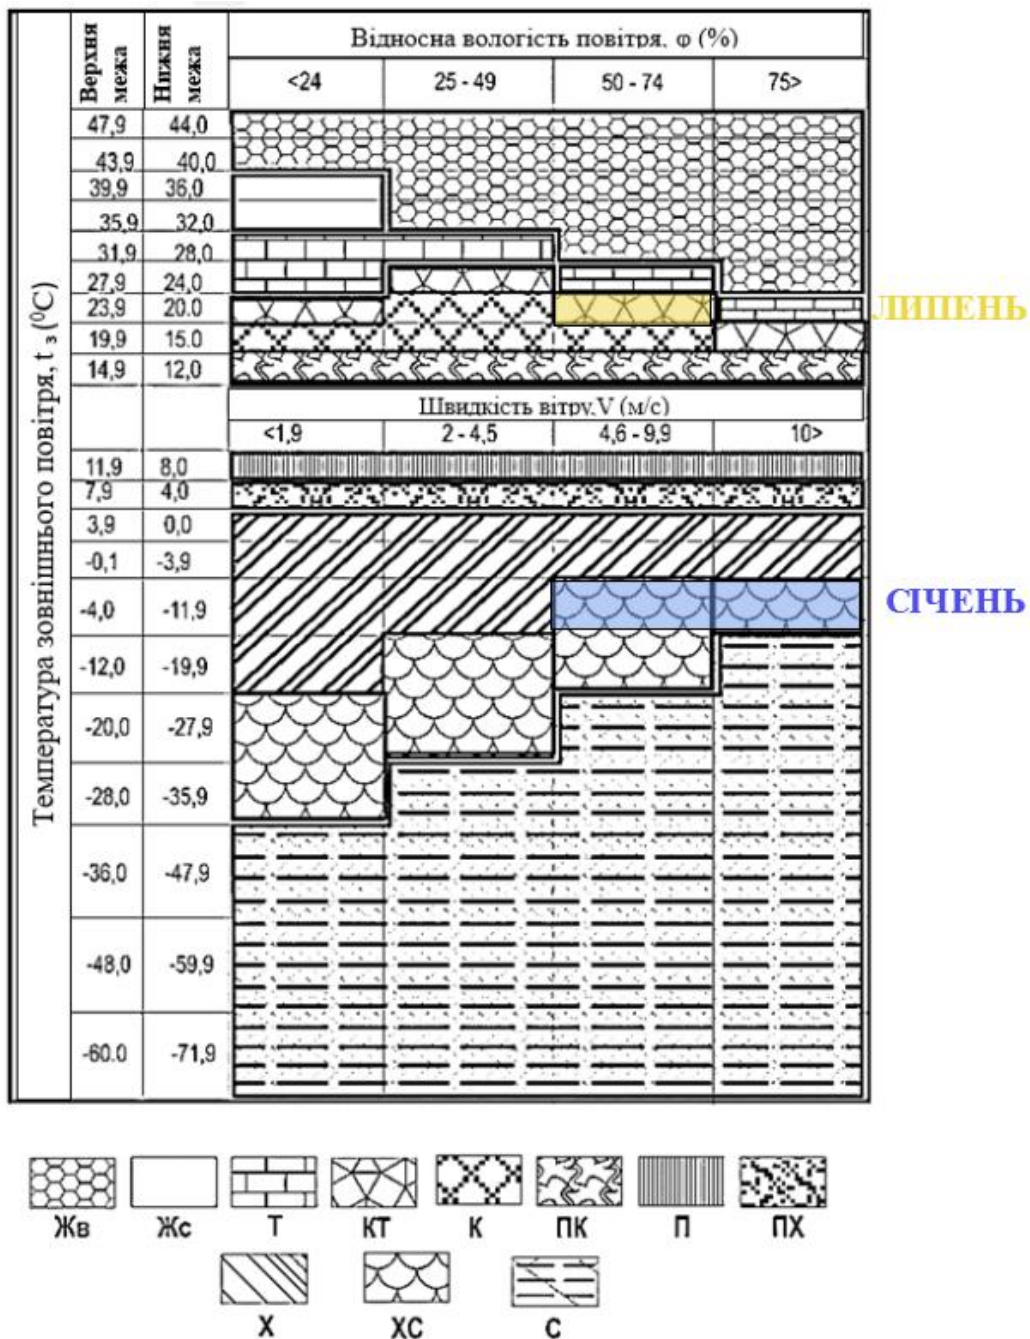 Температура зовнішнього повітря, t з (⁰С)
Верхня межа
Нижня межа
Відносна вологість повітря, φ (%)
<24 25 - 49 50 - 74 75>
47,9 44,0
43,9 40,0
39,9 36,0
35,9 32,0
31,9 28,0
27,9 24,0
23,9 20.0
ЛИПЕНЬ
19,9 15.0
14,9 12,0
Швидкість вітру,V (м/с)
<1,9 2 - 4,5 4,6 - 9,9 10>
11,9 8,0
7,9 4,0
3,9 0,0
-0,1 -3,9
-4,0 -11,9
СІЧЕНЬ
-12,0 -19,9
-20,0 -27,9
-28,0 -35,9
-36,0 -47,9
-48,0 -59,9
-60.0 -71,9
Жв Жс Т КТ К ПК П ПХ
Х ХС С